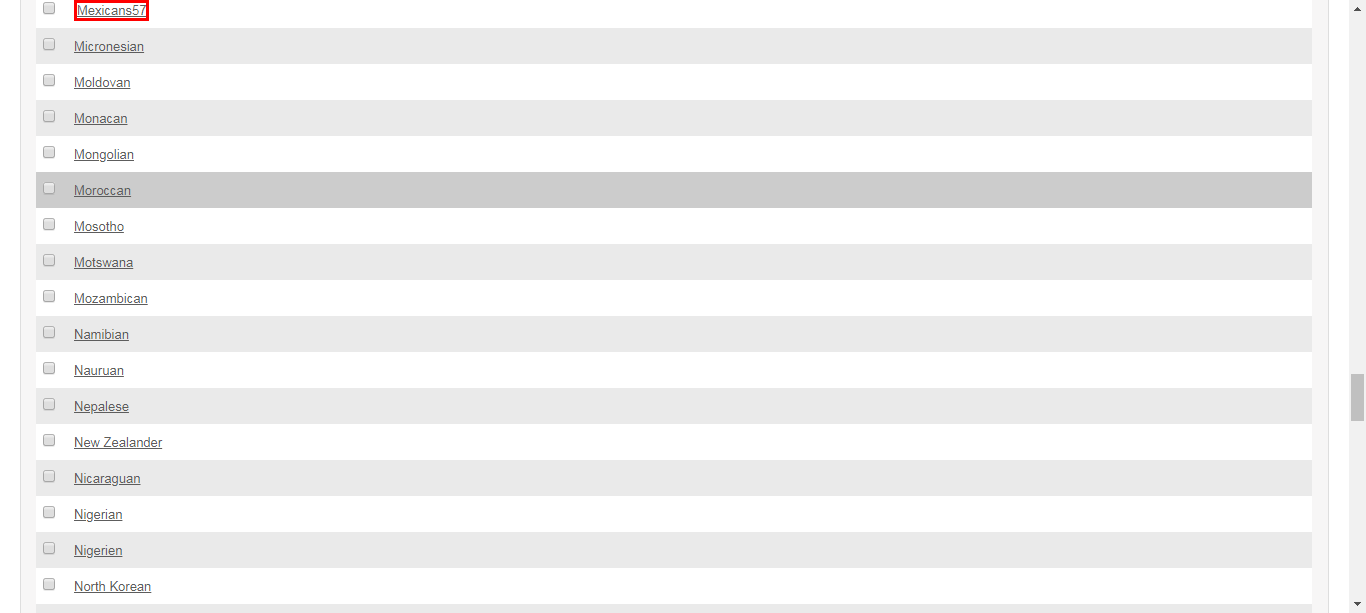 Mexicans57
Micronesian
Moldovan
Monacan
Mongolian
Moroccan
Mosotho
Motswana
Mozambican
Namibian
Nauruan
Nepalese
New Zealander
Nicaraguan
Nigerian
Nigerien
North Korean